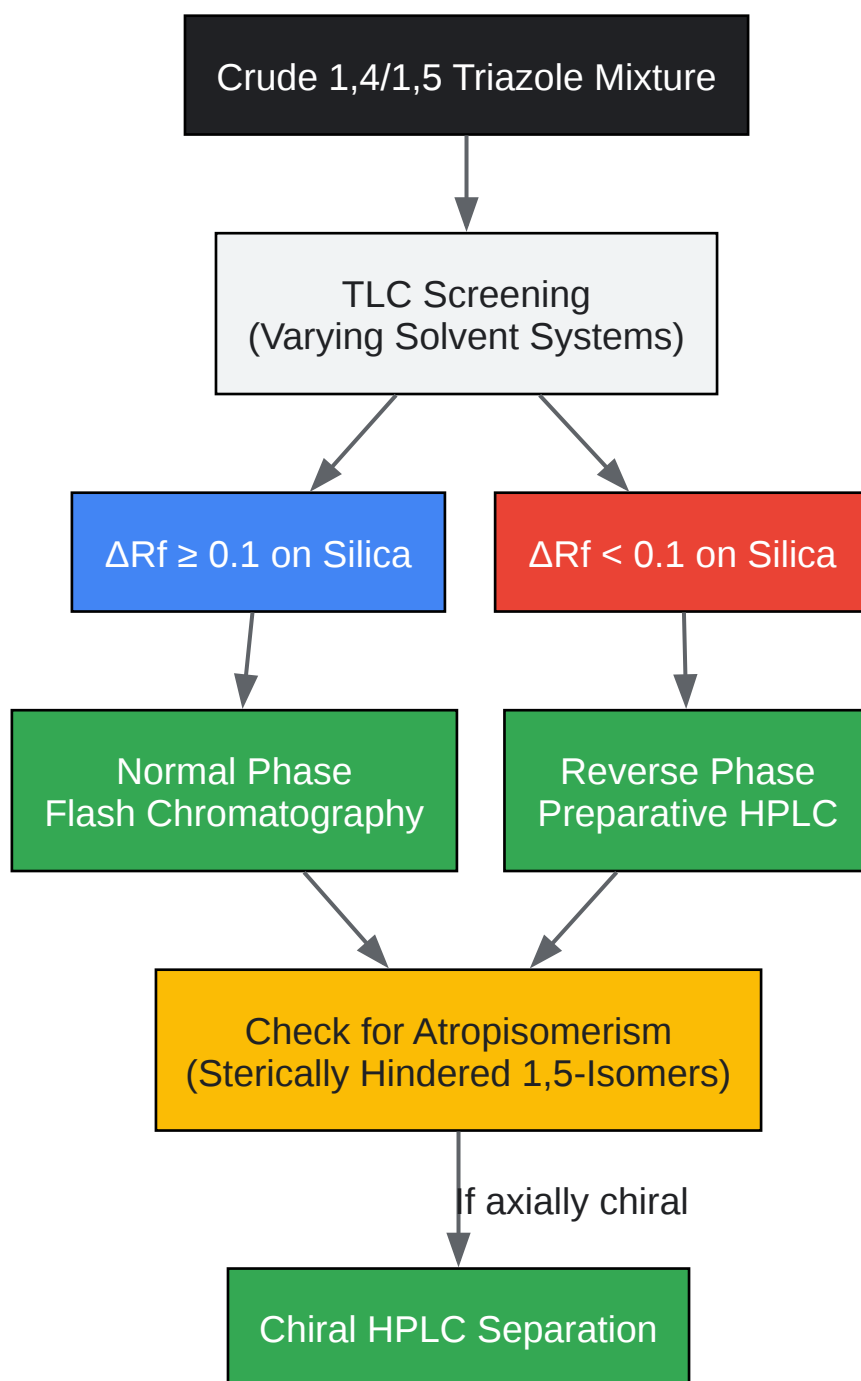 Crude 1,4/1,5 Triazole Mixture
TLC Screening
(Varying Solvent Systems)
ΔRf ≥ 0.1 on Silica
ΔRf < 0.1 on Silica
Normal Phase
Flash Chromatography
Reverse Phase
Preparative HPLC
Check for Atropisomerism
(Sterically Hindered 1,5-Isomers)
If axially chiral
Chiral HPLC Separation